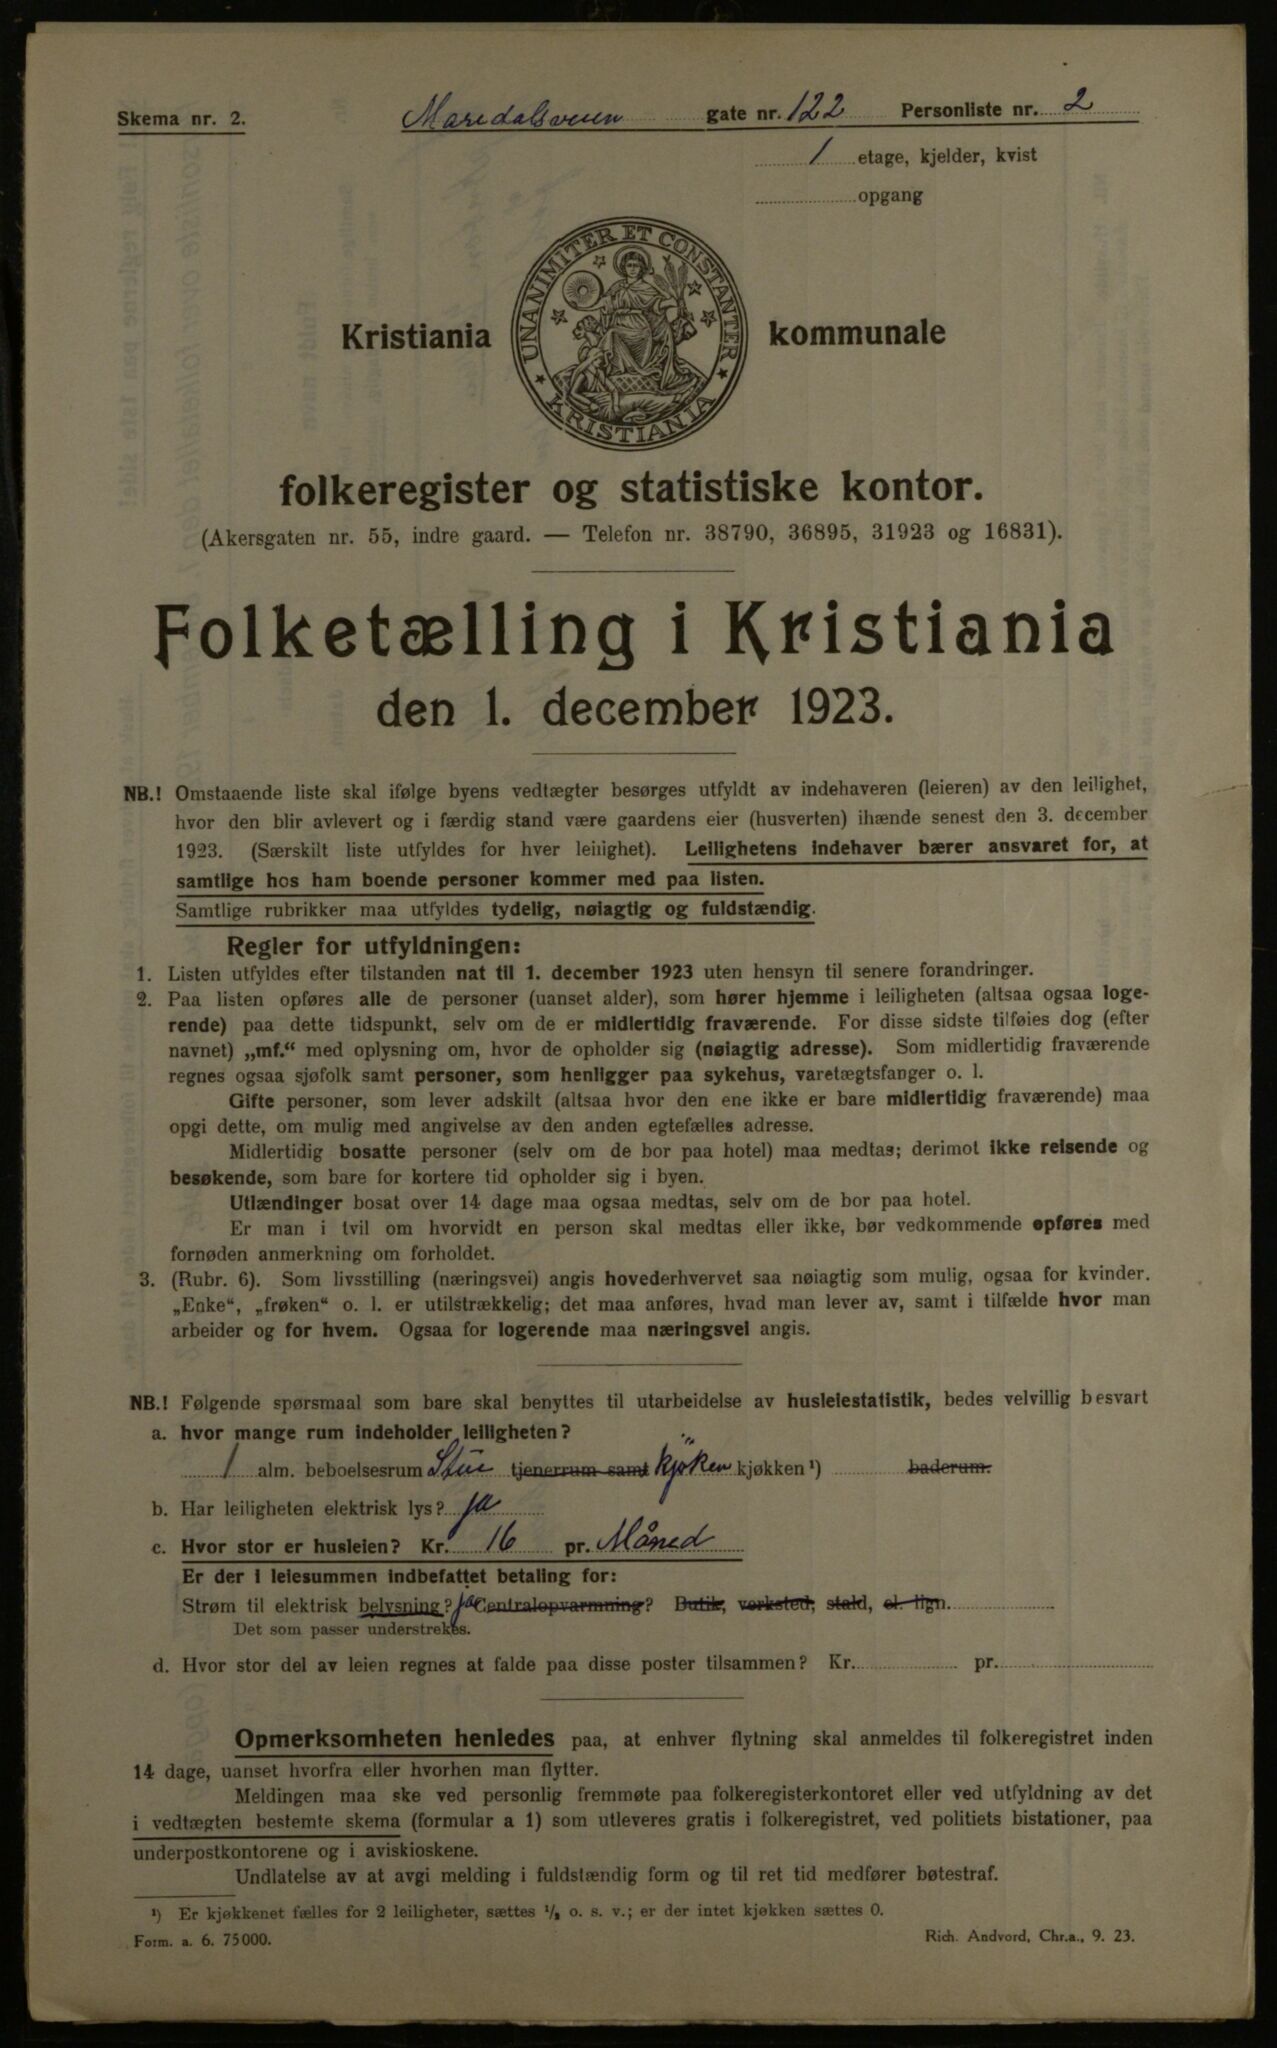 Skema nr. 2.
Maridalsveien gate nr. 122 Personliste nr. 2
1 etage, kjelder, kvist
opgang
UNANIMITER ET CONSTANTER
KRISTIANIA
Kristiania kommunale
folkeregister og statistiske kontor.
(Akersgaten nr. 55, indre gaard. — Telefon nr. 38790, 36895, 31923 og 16831).
Folketælling i Kristiania
den 1. december 1923.
NB.! Omstaaende liste skal ifølge byens vedtægter besørges utfyldt av indehaveren (leieren) av den leilighet,
hvor den blir avlevert og i færdig stand være gaardens eier (husverten) ihænde senest den 3. december
1923. (Særskilt liste utfyldes for hver leilighet). Leilighetens indehaver bærer ansvaret for, at
samtlige hos ham boende personer kommer med paa listen.
Samtlige rubrikker maa utfyldes tydelig, nøiagtig og fuldstændig.
Regler for utfyldningen:
1. Listen utfyldes efter tilstanden nat til 1. december 1923 uten hensyn til senere forandringer.
2. Paa listen opføres alle de personer (uanset alder), som hører hjemme i leiligheten (altsaa ogsaa loge-
rende) paa dette tidspunkt, selv om de er midlertidig fraværende. For disse sidste tilføies dog (efter
navnet) „mf.“ med oplysning om, hvor de opholder sig (nøiagtig adresse). Som midlertidig fraværende
regnes ogsaa sjøfolk samt personer, som henligger paa sykehus, varetægtsfanger o. l.
Gifte personer, som lever adskilt (altsaa hvor den ene ikke er bare midlertidig fraværende) maa
opgi dette, om mulig med angivelse av den anden egtefælles adresse.
Midlertidig bosatte personer (selv om de bor paa hotel) maa medtas; derimot ikke reisende og
besøkende, som bare for kortere tid opholder sig i byen.
Utlændinger bosat over 14 dage maa ogsaa medtas, selv om de bor paa hotel.
Er man i tvil om hvorvidt en person skal medtas eller ikke, bør vedkommende opføres med
fornøden anmerkning om forholdet.
3. (Rubr. 6). Som livsstilling (næringsvei) angis hovederhvervet saa nøiagtig som mulig, ogsaa for kvinder.
„Enke“, „frøken“ o. l. er utilstrækkelig; det maa anføres, hvad man lever av, samt i tilfælde hvor man
arbeider og for hvem. Ogsaa for logerende maa næringsvei angis.
NB.! Følgende spørsmaal som bare skal benyttes til utarbeidelse av husleiestatistik, bedes velvillig besvart
a. hvor mange rum indeholder leiligheten?
1 alm. beboelsesrum Stue tjenerrum samt kjøken kjøkken ¹) baderum.
b. Har leiligheten elektrisk lys? ja
c. Hvor stor er husleien? Kr. 16 pr. Måned
Er der i leiesummen indbefattet betaling for:
Strøm til elektrisk belysning? ja Centralopvarmning? Butik, verksted, stald, el. lign.
Det som passer understrekes.
d. Hvor stor del av leien regnes at falde paa disse poster tilsammen? Kr. pr.
Opmerksomheten henledes paa, at enhver flytning skal anmeldes til folkeregistret inden
14 dage, uanset hvorfra eller hvorhen man flytter.
Meldingen maa ske ved personlig fremmøte paa folkeregisterkontoret eller ved utfyldning av det
i vedtægten bestemte skema (formular a 1) som utleveres gratis i folkeregistret, ved politiets bistationer, paa
underpostkontorene og i aviskioskene.
Undlatelse av at avgi melding i fuldstændig form og til ret tid medfører bøtestraf.
¹) Er kjøkkenet fælles for 2 leiligheter, sættes ½ o. s. v.; er der intet kjøkken sættes 0.
Form. a. 6. 75000.
Rich. Andvord, Chr.a., 9. 23.